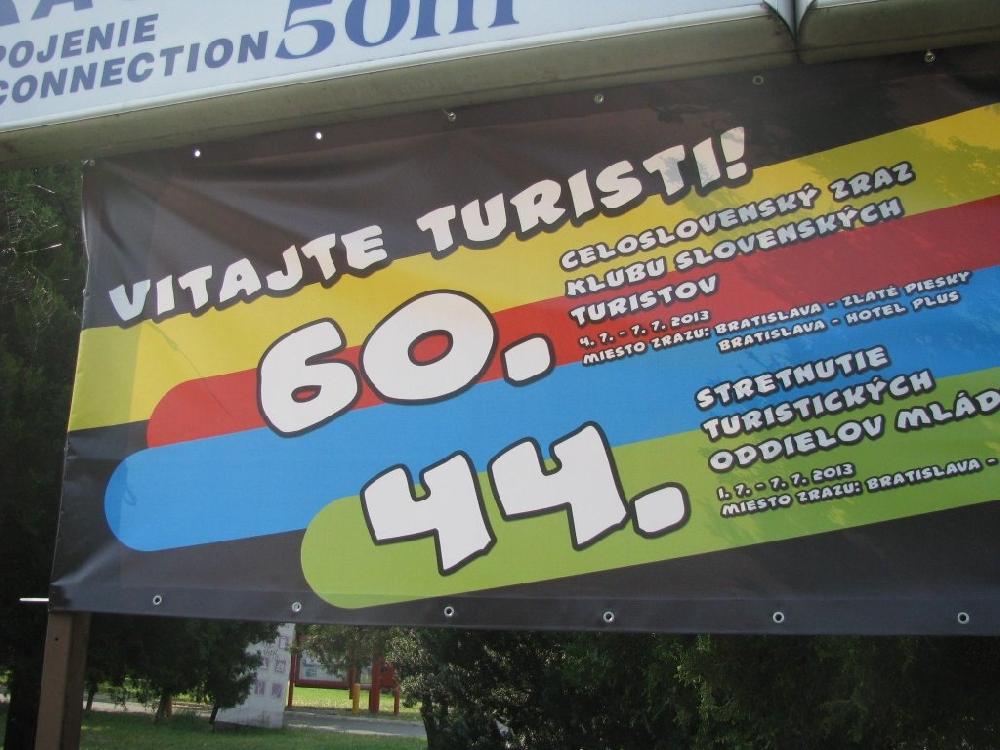 POJENIE
CONNECTION 50m
VITAJTE TURISTI!
60.
CELOSLOVENSKÝ ZRAZ
KLUBU SLOVENSKÝCH
TURISTOV
4. 7. - 7. 7. 2013
MIESTO ZRAZU: BRATISLAVA - ZLATÉ PIESKY
BRATISLAVA - HOTEL PLUS
44.
STRETNUTIE
TURISTICKÝCH
ODDIELOV MLÁD
1. 7. - 7. 7. 2013
MIESTO ZRAZU: BRATISLAVA -